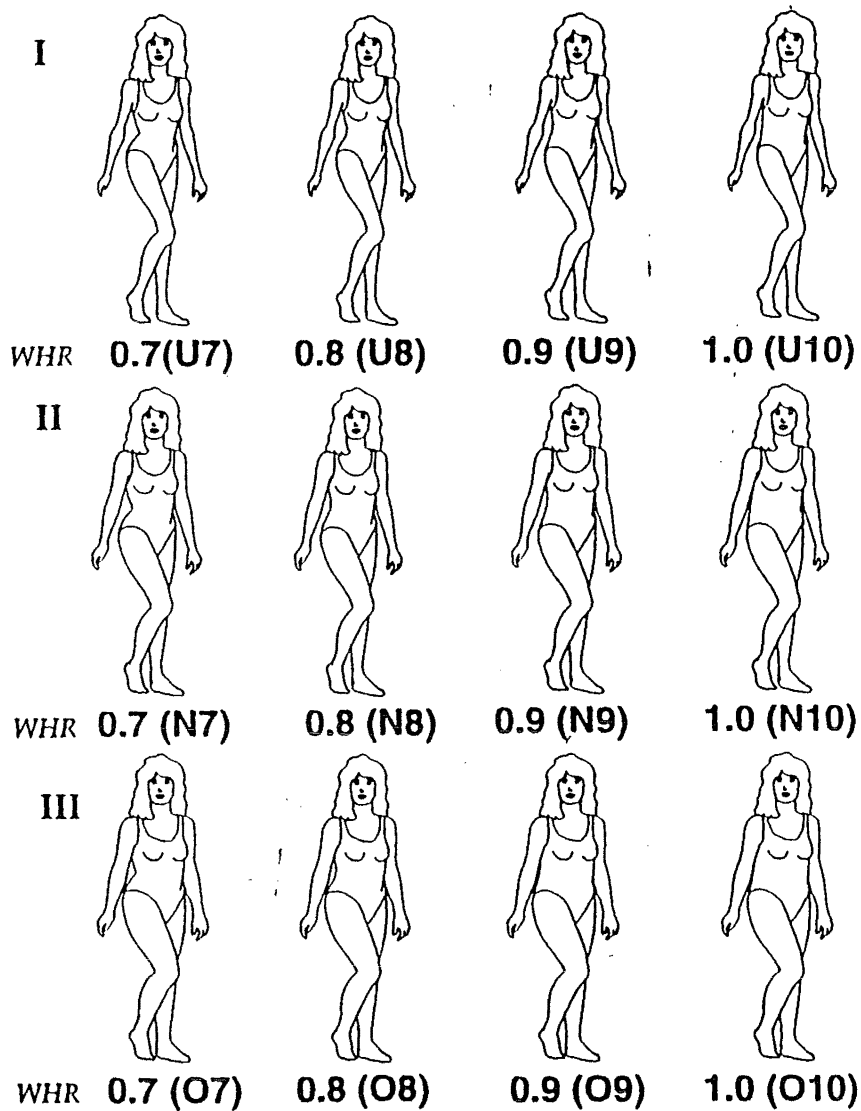 I
WHR 0.7(U7) 0.8 (U8) 0.9 (U9) 1.0 (U10)
II
WHR 0.7 (N7) 0.8 (N8) 0.9 (N9) 1.0 (N10)
III
WHR 0.7 (O7) 0.8 (O8) 0.9 (O9) 1.0 (O10)